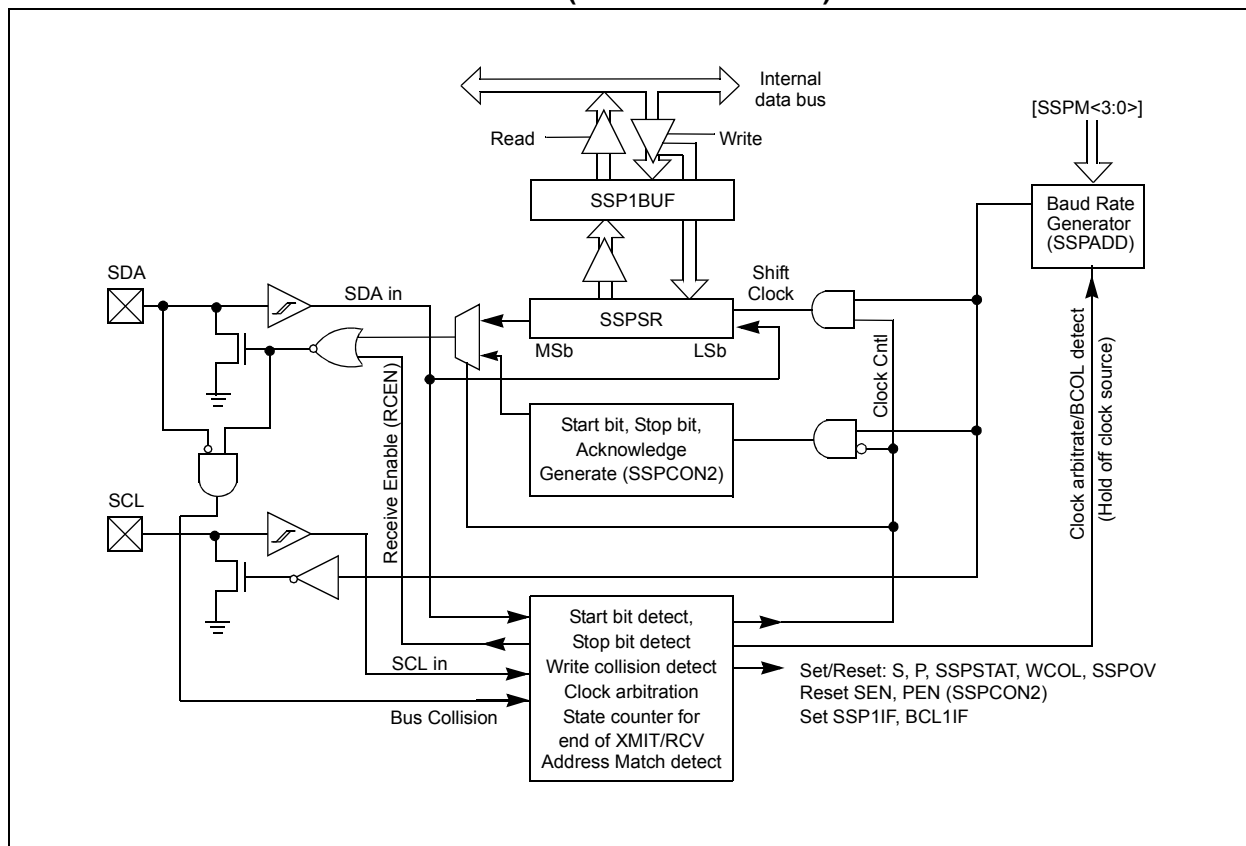 Internal
data bus
[SSPM<3:0>]
Read
Write
SSP1BUF
Baud Rate
Generator
(SSPADD)
SDA
SDA in
Shift
Clock
SSPSR
MSb
LSb
Receive Enable (RCEN)
Clock Cntl
Clock arbitrate/BCOL detect
(Hold off clock source)
Start bit, Stop bit,
Acknowledge
Generate (SSPCON2)
SCL
SCL in
Bus Collision
Start bit detect,
Stop bit detect
Write collision detect
Clock arbitration
State counter for
end of XMIT/RCV
Address Match detect
Set/Reset: S, P, SSPSTAT, WCOL, SSPOV
Reset SEN, PEN (SSPCON2)
Set SSP1IF, BCL1IF